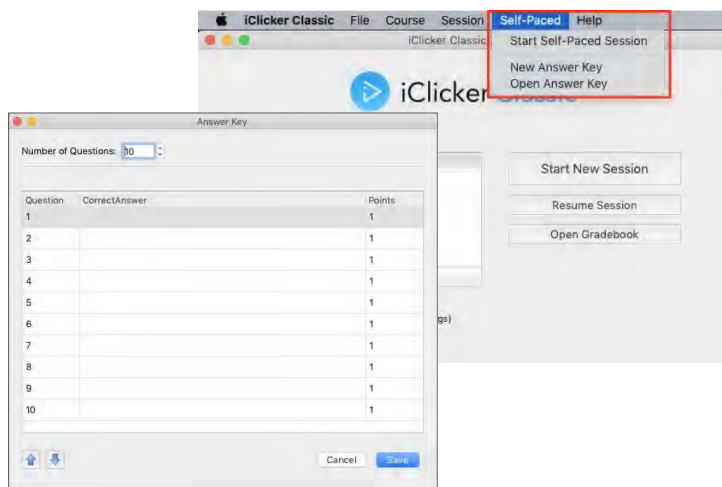 iClicker Classic File Course Session Self-Paced Help
iClicker Classic
Start Self-Paced Session
New Answer Key
Open Answer Key
iClicker Classic
Start New Session
Resume Session
Open Gradebook
gs)
Answer Key
Number of Questions: 10
Question CorrectAnswer Points
1 1
2 1
3 1
4 1
5 1
6 1
7 1
8 1
9 1
10 1
Cancel Save